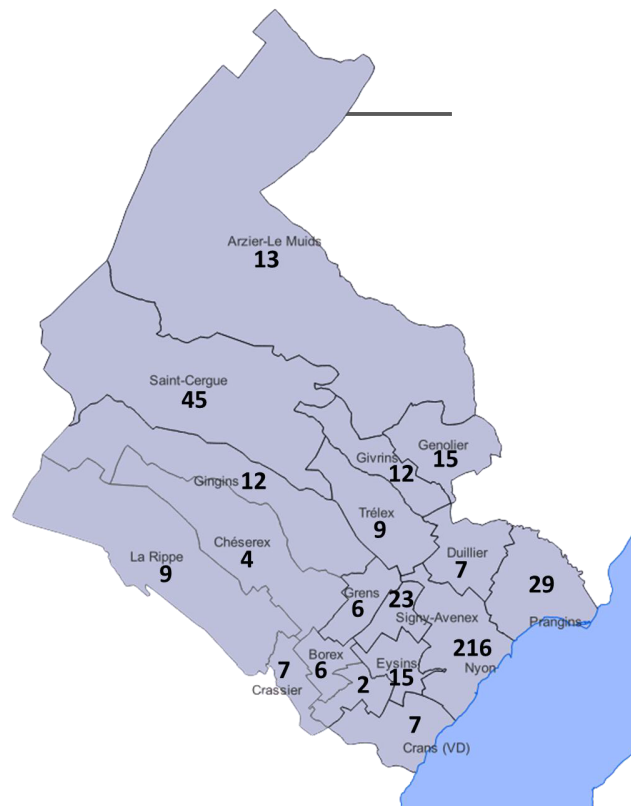 Arzier-Le Muids
13
Saint-Cergue
45
Genolier
15
Givrins
12
Gingins 12
Trélex
9
Chéserex
4
La Rippe
9
Duillier
7
29
Prangins
Grens
6
23
Signy-Avenex
216
Nyon
Borex
6
Eysins
15
2
7
Crassier
7
Crans (VD)